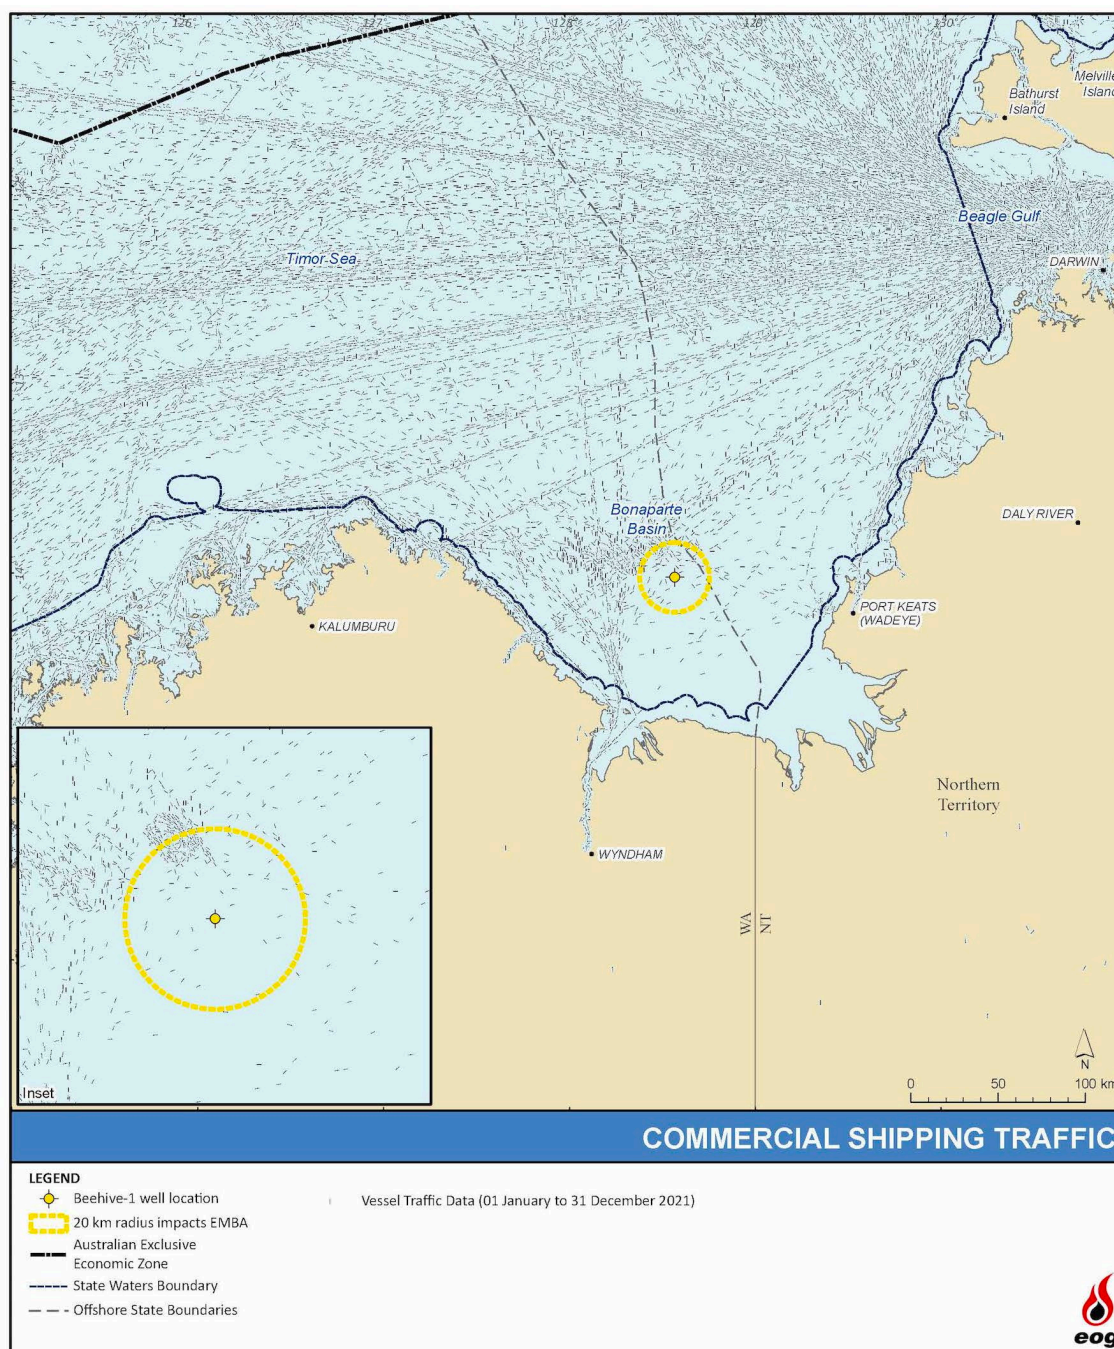 126°
127°
128°
129°
130°
Melville
Island
Bathurst
Island
Beagle Gulf
Timor Sea
DARWIN
Bonaparte
Basin
DALY RIVER
PORT KEATS
(WADEYE)
KALUMBURU
Northern
Territory
WYNDHAM
WA
NT
N
0 50 100 km
Inset
COMMERCIAL SHIPPING TRAFFIC
LEGEND
Beehive-1 well location
Vessel Traffic Data (01 January to 31 December 2021)
20 km radius impacts EMBA
Australian Exclusive
Economic Zone
State Waters Boundary
Offshore State Boundaries
eog